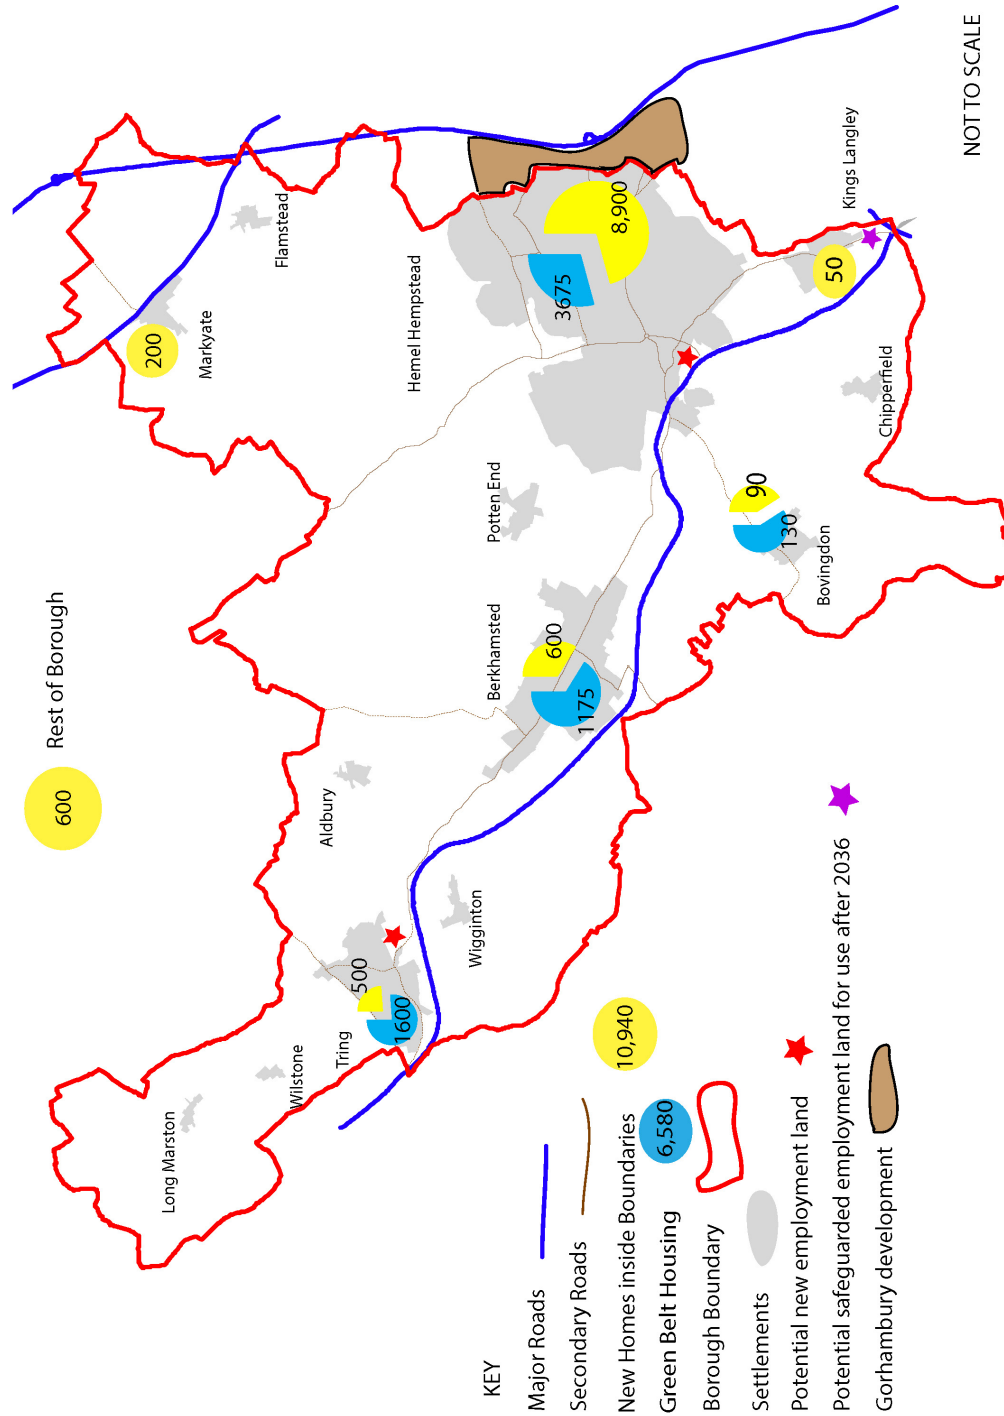 600
Rest of Borough
Long Marston
Wilstone
Tring
500
1600
Wigginton
Aldbury
Berkhamsted
600
1175
Potten End
Hemel Hempstead
3675
8,900
Markyate
200
Flamstead
Bovingdon
130
90
Chipperfield
Kings Langley
50
KEY
Major Roads
Secondary Roads
New Homes inside Boundaries
10,940
Green Belt Housing
6,580
Borough Boundary
Settlements
Potential new employment land
Potential safeguarded employment land for use after 2036
Gorhambury development
NOT TO SCALE